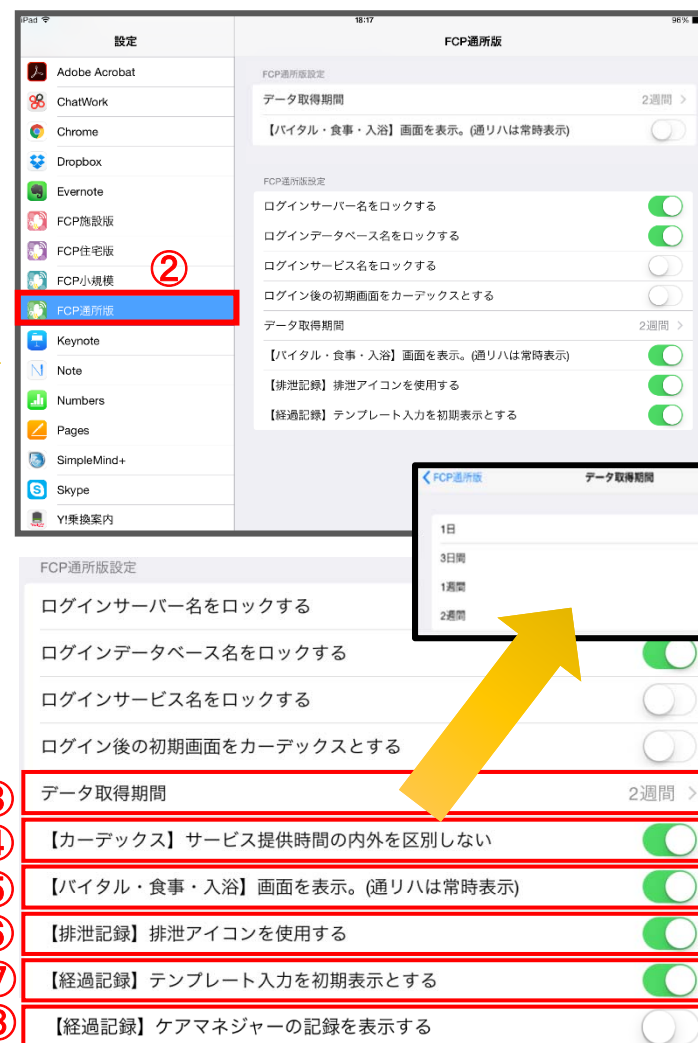 iPad
18:17
96%
設定
FCP通所版
Adobe Acrobat
ChatWork
Chrome
Dropbox
Evernote
FCP施設版
FCP住宅版
FCP小規模
②
FCP通所版
Keynote
Note
Numbers
Pages
SimpleMind+
Skype
Y!乗換案内
FCP通所版設定
データ取得期間 2週間 >
【バイタル・食事・入浴】画面を表示。(通リハは常時表示)
FCP通所版設定
ログインサーバー名をロックする
ログインデータベース名をロックする
ログインサービス名をロックする
ログイン後の初期画面をカーデックスとする
データ取得期間 2週間 >
【バイタル・食事・入浴】画面を表示。(通リハは常時表示)
【排泄記録】排泄アイコンを使用する
【経過記録】テンプレート入力を初期表示とする
FCP通所版 データ取得期間
1日
3日間
1週間
2週間
FCP通所版設定
ログインサーバー名をロックする
ログインデータベース名をロックする
ログインサービス名をロックする
ログイン後の初期画面をカーデックスとする
③ データ取得期間 2週間 >
④ 【カーデックス】サービス提供時間の内外を区別しない
⑤ 【バイタル・食事・入浴】画面を表示。(通リハは常時表示)
⑥ 【排泄記録】排泄アイコンを使用する
⑦ 【経過記録】テンプレート入力を初期表示とする
⑧ 【経過記録】ケアマネジャーの記録を表示する